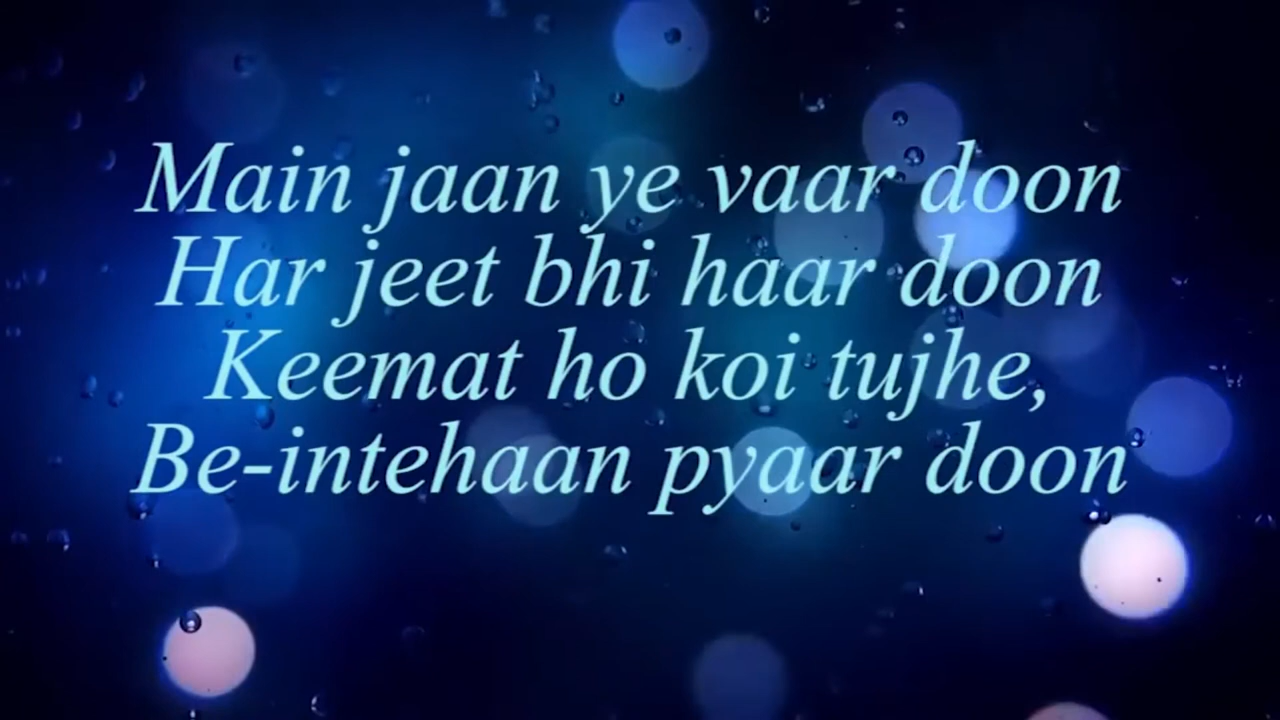 Main jaan ye vaar doon
Har jeet bhi haar doon
Keemat ho koi tujhe,
Be-intehaan pyaar doon